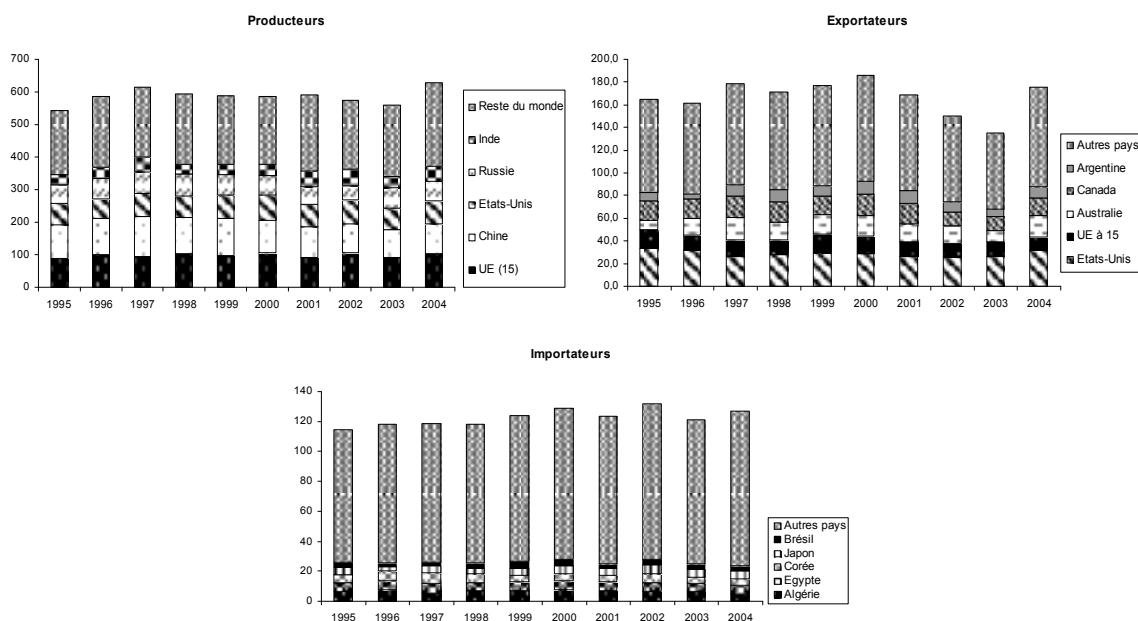 Producteurs
700
600
500
400
300
200
100
0
1995 1996 1997 1998 1999 2000 2001 2002 2003 2004
Reste du monde
Inde
Russie
Etats-Unis
Chine
UE (15)
Exportateurs
200,0
180,0
160,0
140,0
120,0
100,0
80,0
60,0
40,0
20,0
0,0
1995 1996 1997 1998 1999 2000 2001 2002 2003 2004
Autres pays
Argentine
Canada
Australie
UE à 15
Etats-Unis
Importateurs
140
120
100
80
60
40
20
0
1995 1996 1997 1998 1999 2000 2001 2002 2003 2004
Autres pays
Brésil
Japon
Corée
Egypte
Algérie